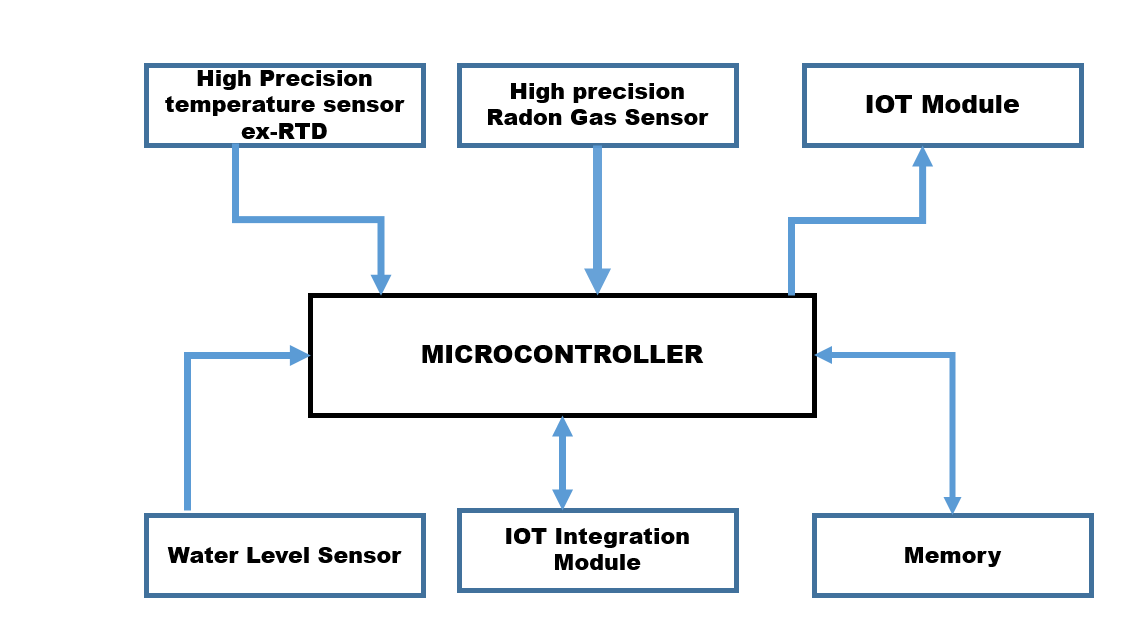 High Precision
temperature sensor
ex-RTD
High precision
Radon Gas Sensor
IOT Module
MICROCONTROLLER
Water Level Sensor
IOT Integration
Module
Memory